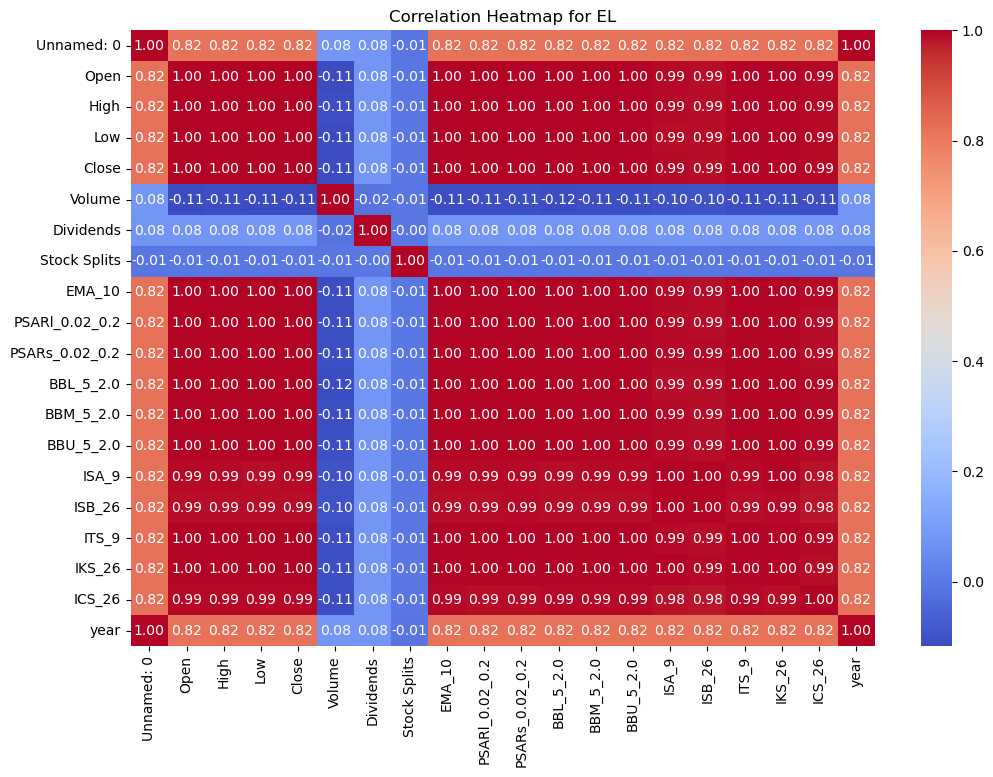 Correlation Heatmap for EL
Unnamed: 0 1.00 0.82 0.82 0.82 0.82 0.08 0.08 -0.01 0.82 0.82 0.82 0.82 0.82 0.82 0.82 0.82 0.82 0.82 0.82 1.00
Open 0.82 1.00 1.00 1.00 1.00 -0.11 0.08 -0.01 1.00 1.00 1.00 1.00 1.00 1.00 0.99 0.99 1.00 1.00 0.99 0.82
High 0.82 1.00 1.00 1.00 1.00 -0.11 0.08 -0.01 1.00 1.00 1.00 1.00 1.00 1.00 0.99 0.99 1.00 1.00 0.99 0.82
Low 0.82 1.00 1.00 1.00 1.00 -0.11 0.08 -0.01 1.00 1.00 1.00 1.00 1.00 1.00 0.99 0.99 1.00 1.00 0.99 0.82
Close 0.82 1.00 1.00 1.00 1.00 -0.11 0.08 -0.01 1.00 1.00 1.00 1.00 1.00 1.00 0.99 0.99 1.00 1.00 0.99 0.82
Volume 0.08 -0.11 -0.11 -0.11 -0.11 1.00 -0.02 -0.01 -0.11 -0.11 -0.11 -0.12 -0.11 -0.11 -0.10 -0.10 -0.11 -0.11 -0.11 0.08
Dividends 0.08 0.08 0.08 0.08 0.08 -0.02 1.00 -0.00 0.08 0.08 0.08 0.08 0.08 0.08 0.08 0.08 0.08 0.08 0.08 0.08
Stock Splits -0.01 -0.01 -0.01 -0.01 -0.01 -0.01 -0.00 1.00 -0.01 -0.01 -0.01 -0.01 -0.01 -0.01 -0.01 -0.01 -0.01 -0.01 -0.01 -0.01
EMA_10 0.82 1.00 1.00 1.00 1.00 -0.11 0.08 -0.01 1.00 1.00 1.00 1.00 1.00 1.00 0.99 0.99 1.00 1.00 0.99 0.82
PSARl_0.02_0.2 0.82 1.00 1.00 1.00 1.00 -0.11 0.08 -0.01 1.00 1.00 1.00 1.00 1.00 1.00 0.99 0.99 1.00 1.00 0.99 0.82
PSARs_0.02_0.2 0.82 1.00 1.00 1.00 1.00 -0.11 0.08 -0.01 1.00 1.00 1.00 1.00 1.00 1.00 0.99 0.99 1.00 1.00 0.99 0.82
BBL_5_2.0 0.82 1.00 1.00 1.00 1.00 -0.12 0.08 -0.01 1.00 1.00 1.00 1.00 1.00 1.00 0.99 0.99 1.00 1.00 0.99 0.82
BBM_5_2.0 0.82 1.00 1.00 1.00 1.00 -0.11 0.08 -0.01 1.00 1.00 1.00 1.00 1.00 1.00 0.99 0.99 1.00 1.00 0.99 0.82
BBU_5_2.0 0.82 1.00 1.00 1.00 1.00 -0.11 0.08 -0.01 1.00 1.00 1.00 1.00 1.00 1.00 0.99 0.99 1.00 1.00 0.99 0.82
ISA_9 0.82 0.99 0.99 0.99 0.99 -0.10 0.08 -0.01 0.99 0.99 0.99 0.99 0.99 0.99 1.00 1.00 0.99 1.00 0.98 0.82
ISB_26 0.82 0.99 0.99 0.99 0.99 -0.10 0.08 -0.01 0.99 0.99 0.99 0.99 0.99 0.99 1.00 1.00 0.99 0.99 0.98 0.82
ITS_9 0.82 1.00 1.00 1.00 1.00 -0.11 0.08 -0.01 1.00 1.00 1.00 1.00 1.00 1.00 0.99 0.99 1.00 1.00 0.99 0.82
IKS_26 0.82 1.00 1.00 1.00 1.00 -0.11 0.08 -0.01 1.00 1.00 1.00 1.00 1.00 1.00 1.00 0.99 1.00 1.00 0.99 0.82
ICS_26 0.82 0.99 0.99 0.99 0.99 -0.11 0.08 -0.01 0.99 0.99 0.99 0.99 0.99 0.99 0.98 0.98 0.99 0.99 1.00 0.82
year 1.00 0.82 0.82 0.82 0.82 0.08 0.08 -0.01 0.82 0.82 0.82 0.82 0.82 0.82 0.82 0.82 0.82 0.82 0.82 1.00
Unnamed: 0
Open
High
Low
Close
Volume
Dividends
Stock Splits
EMA_10
PSARl_0.02_0.2
PSARs_0.02_0.2
BBL_5_2.0
BBM_5_2.0
BBU_5_2.0
ISA_9
ISB_26
ITS_9
IKS_26
ICS_26
year
1.0
0.8
0.6
0.4
0.2
0.0